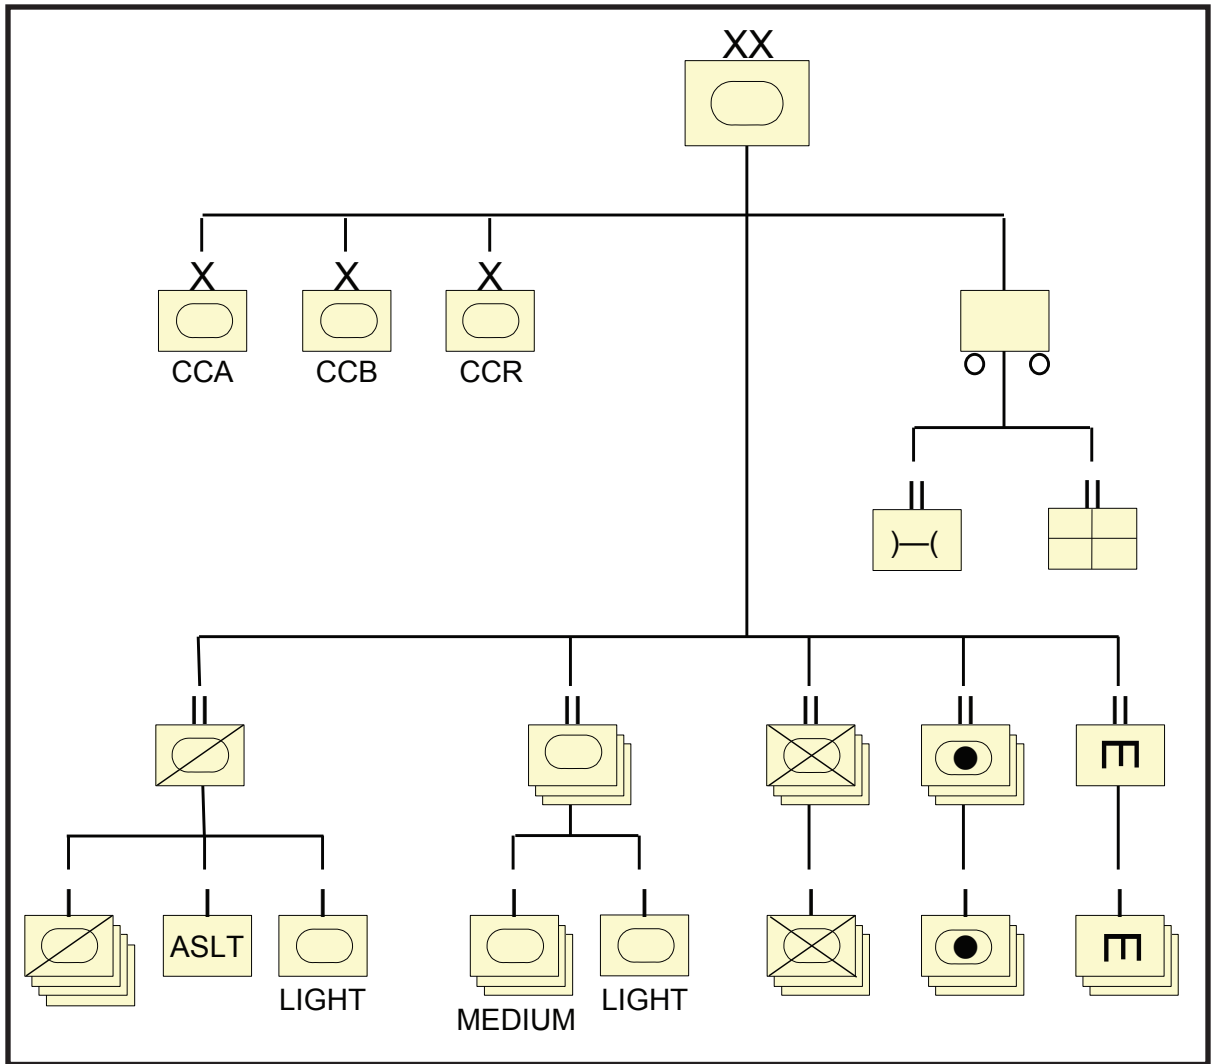 XX
X X X
CCA CCB CCR
ASLT
LIGHT LIGHT
MEDIUM